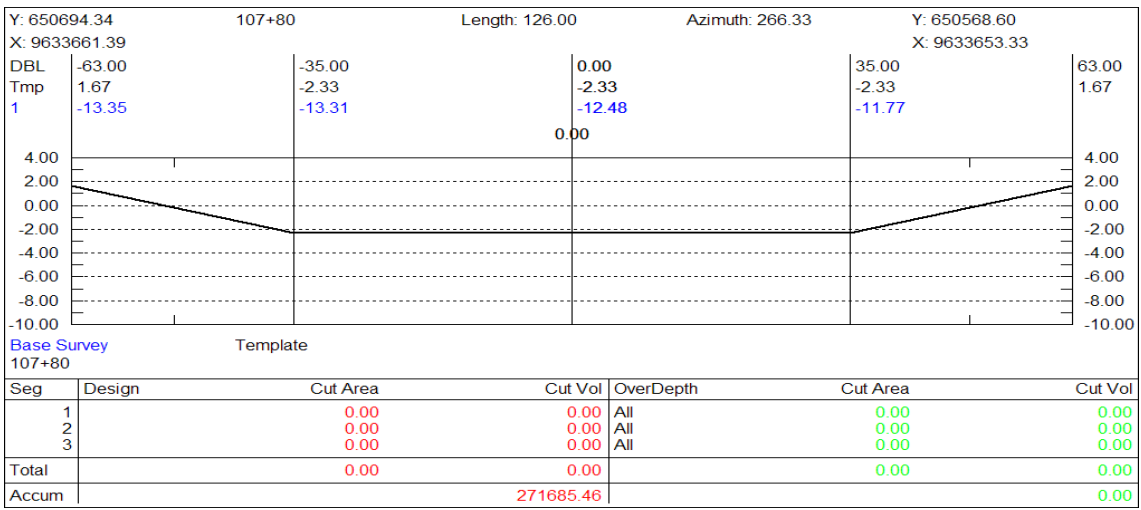 Y: 650694.34 107+80 Length: 126.00 Azimuth: 266.33 Y: 650568.60
X: 9633661.39 X: 9633653.33
DBL -63.00 -35.00 0.00 35.00 63.00
Tmp 1.67 -2.33 -2.33 -2.33 1.67
1 -13.35 -13.31 -12.48 -11.77
0.00
4.00 4.00
2.00 2.00
0.00 0.00
-2.00 -2.00
-4.00 -4.00
-6.00 -6.00
-8.00 -8.00
-10.00 -10.00
Base Survey Template
107+80
Seg Design Cut Area Cut Vol OverDepth Cut Area Cut Vol
1 0.00 0.00 All 0.00 0.00
2 0.00 0.00 All 0.00 0.00
3 0.00 0.00 All 0.00 0.00
Total 0.00 0.00 0.00 0.00
Accum 271685.46 0.00